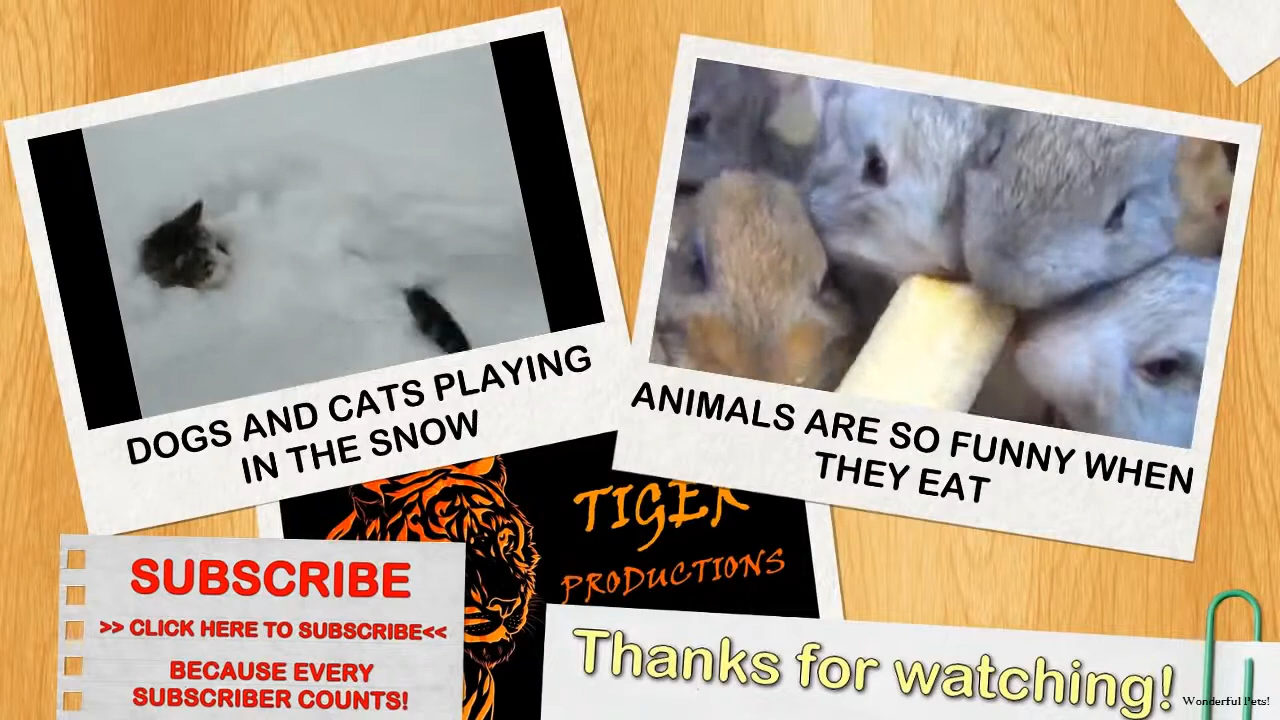 DOGS AND CATS PLAYING
IN THE SNOW
ANIMALS ARE SO FUNNY WHEN
THEY EAT
TIGER
PRODUCTIONS
SUBSCRIBE
>> CLICK HERE TO SUBSCRIBE<<
BECAUSE EVERY
SUBSCRIBER COUNTS!
Thanks for watching!
Wonderful Pets!